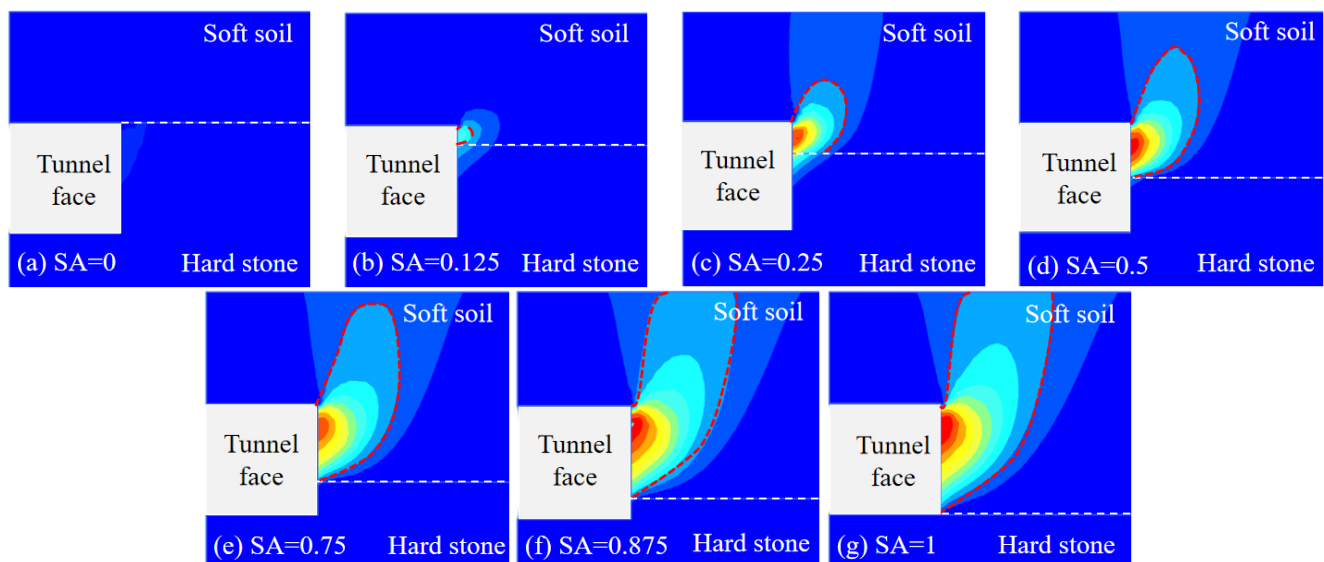 Soft soil
Tunnel
face
(a) SA=0
Hard stone
Soft soil
Tunnel
face
(b) SA=0.125
Hard stone
Soft soil
Tunnel
face
(c) SA=0.25
Hard stone
Soft soil
Tunnel
face
(d) SA=0.5
Hard stone
Soft soil
Tunnel
face
(e) SA=0.75
Hard stone
Soft soil
Tunnel
face
(f) SA=0.875
Hard stone
Soft soil
Tunnel
face
(g) SA=1
Hard stone